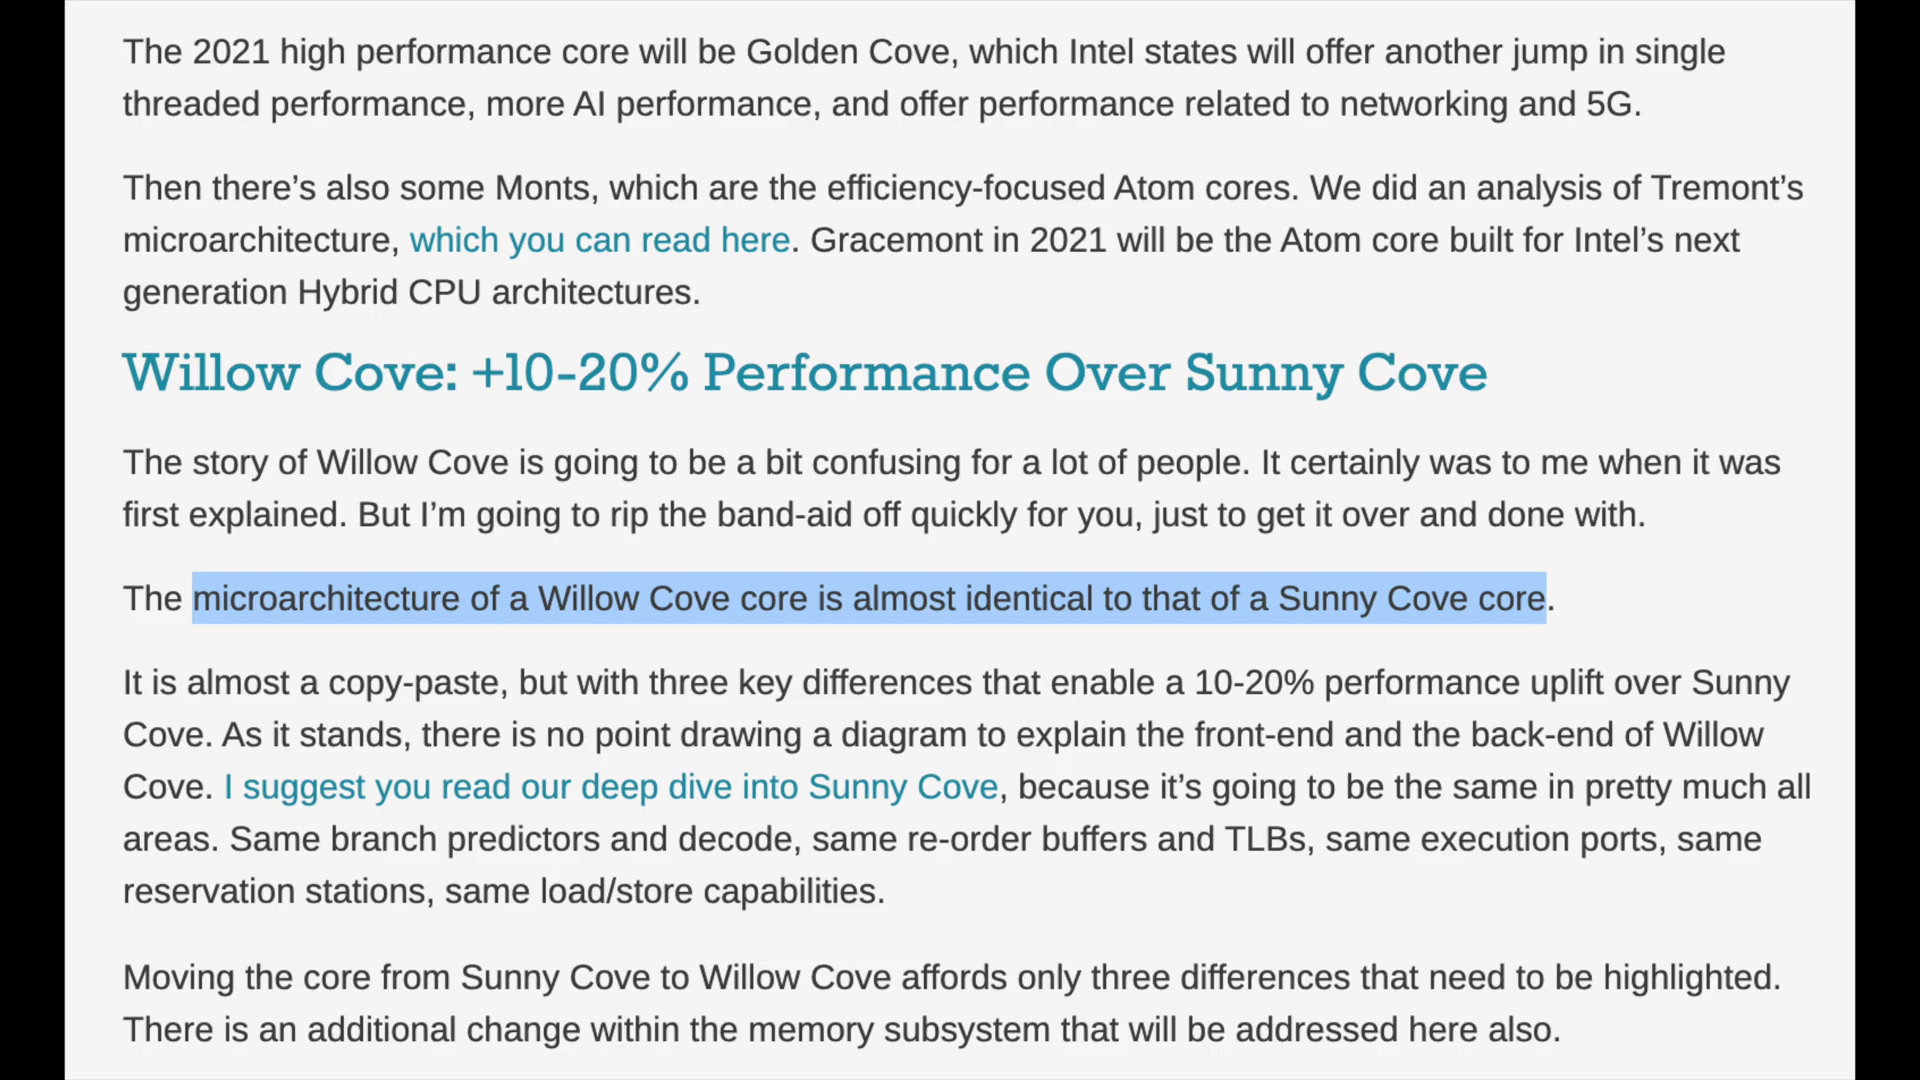 The 2021 high performance core will be Golden Cove, which Intel states will offer another jump in single
threaded performance, more AI performance, and offer performance related to networking and 5G.
Then there’s also some Monts, which are the efficiency-focused Atom cores. We did an analysis of Tremont’s
microarchitecture, which you can read here. Gracemont in 2021 will be the Atom core built for Intel’s next
generation Hybrid CPU architectures.
Willow Cove: +10-20% Performance Over Sunny Cove
The story of Willow Cove is going to be a bit confusing for a lot of people. It certainly was to me when it was
first explained. But I’m going to rip the band-aid off quickly for you, just to get it over and done with.
The microarchitecture of a Willow Cove core is almost identical to that of a Sunny Cove core.
It is almost a copy-paste, but with three key differences that enable a 10-20% performance uplift over Sunny
Cove. As it stands, there is no point drawing a diagram to explain the front-end and the back-end of Willow
Cove. I suggest you read our deep dive into Sunny Cove, because it’s going to be the same in pretty much all
areas. Same branch predictors and decode, same re-order buffers and TLBs, same execution ports, same
reservation stations, same load/store capabilities.
Moving the core from Sunny Cove to Willow Cove affords only three differences that need to be highlighted.
There is an additional change within the memory subsystem that will be addressed here also.